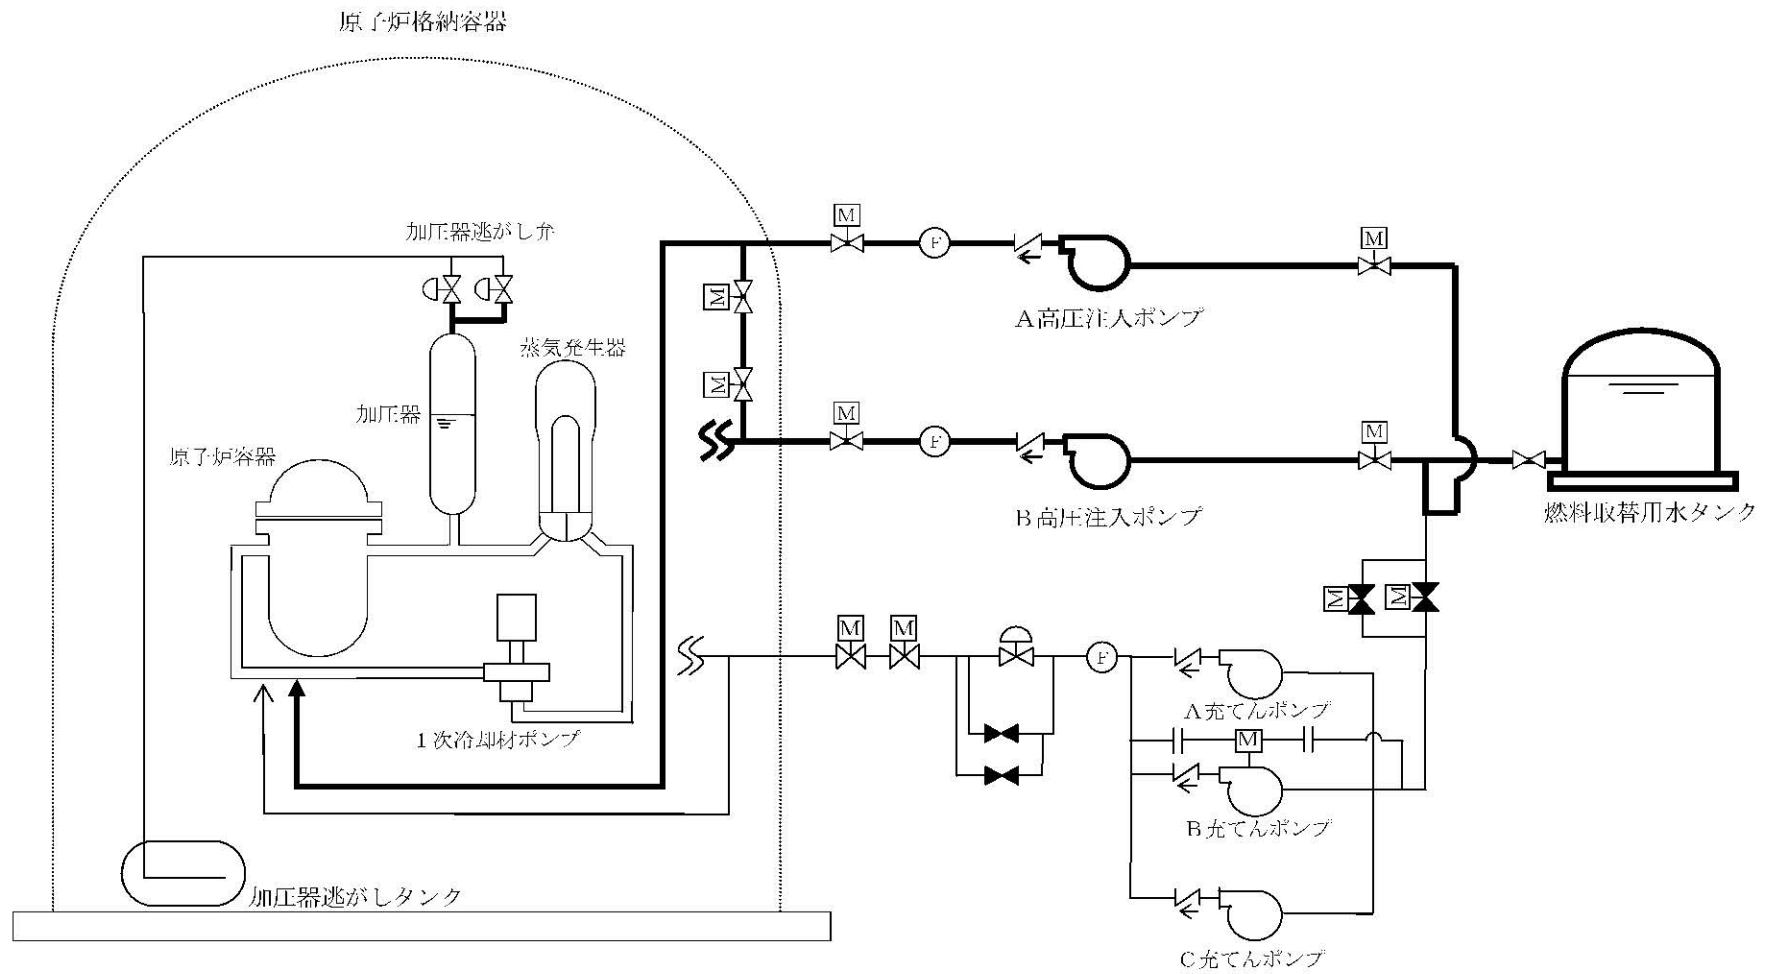 原子炉格納容器
M
M
加圧器逃がし弁
F
M
A高圧注入ポンプ
蒸気発生器
M
加圧器
M
M
F
M
原子炉容器
B高圧注入ポンプ
燃料取替用水タンク
M
M
M
M
F
A充てんポンプ
1次冷却材ポンプ
M
B充てんポンプ
加圧器逃がしタンク
C充てんポンプ